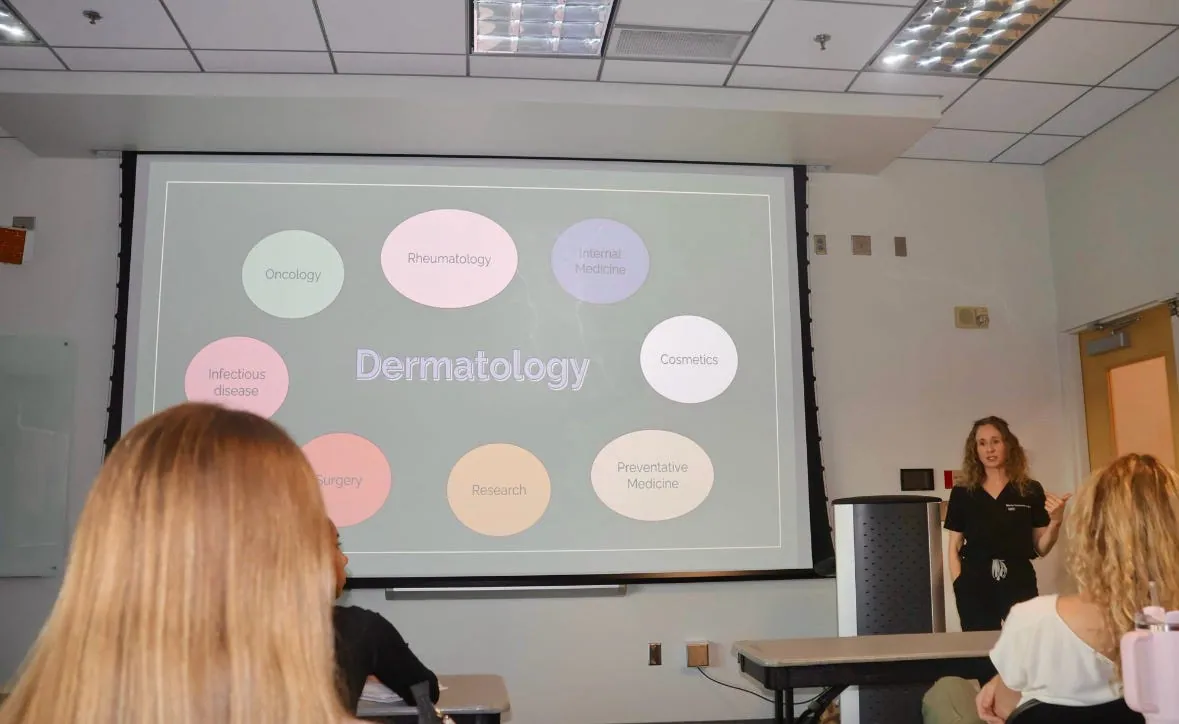 Rheumatology
Oncology
Internal
Medicine
Dermatology
Cosmetics
Infectious
disease
Surgery
Research
Preventative
Medicine